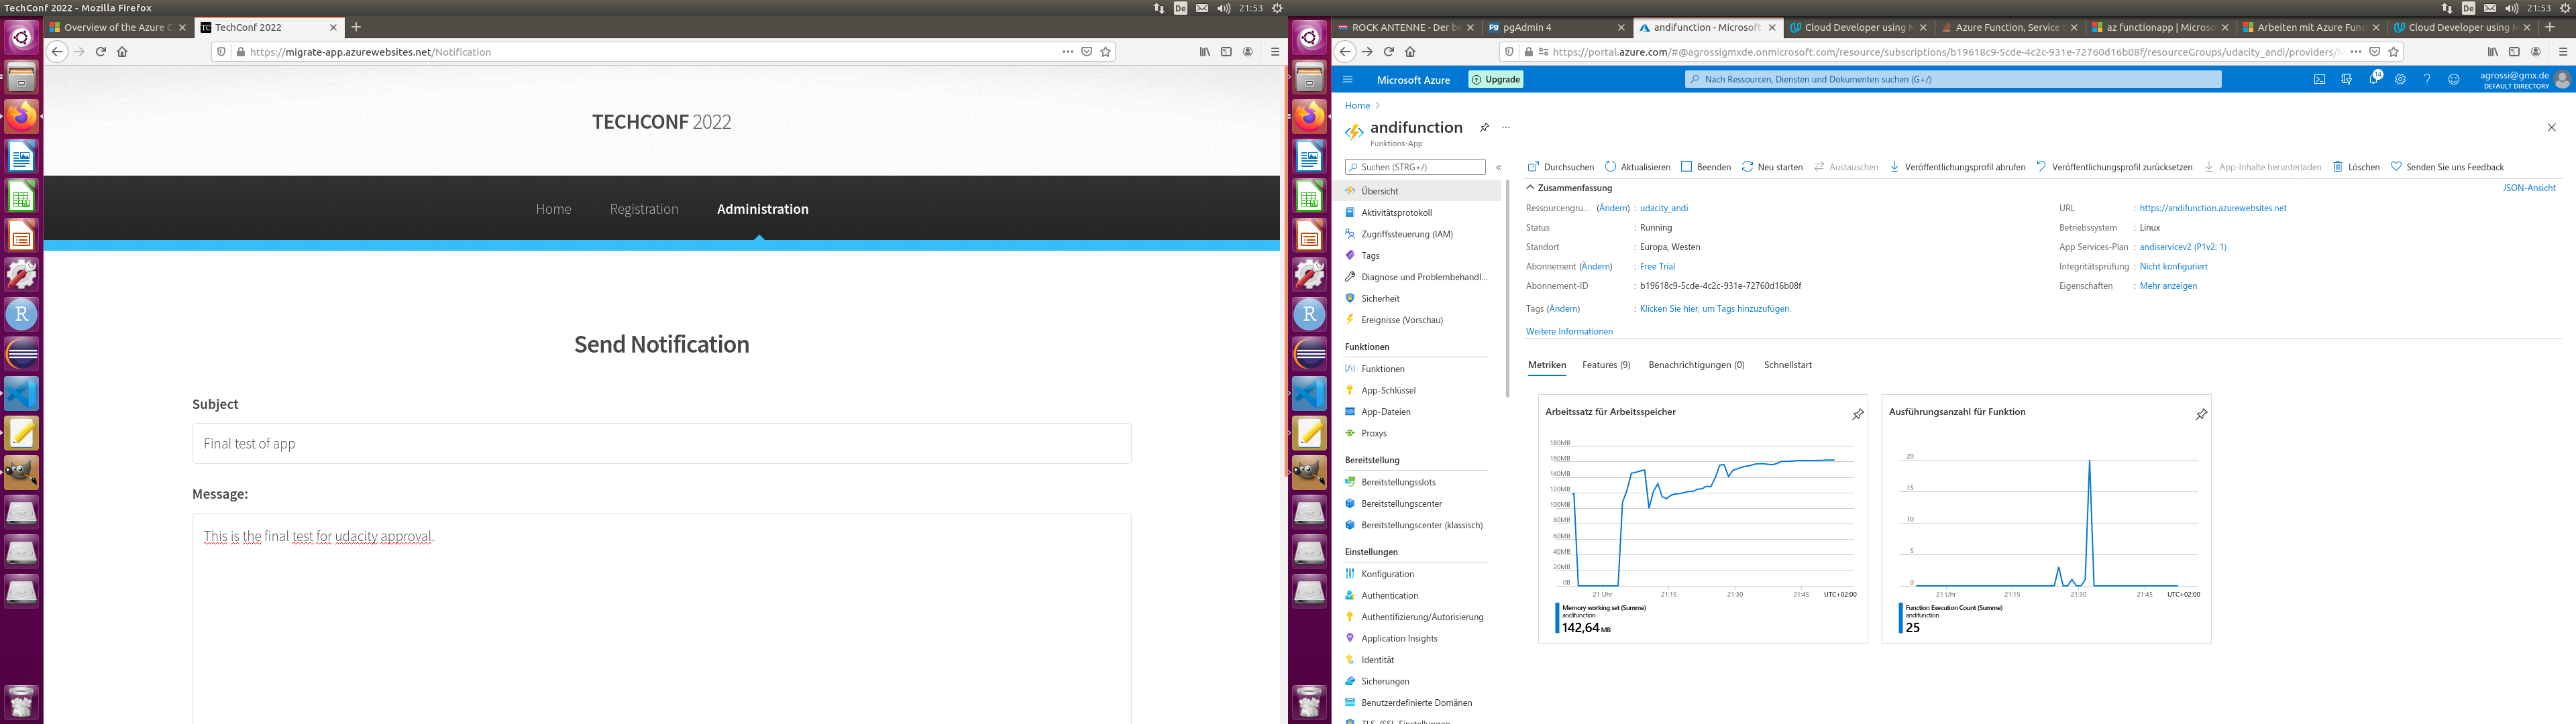 TechConf 2022 - Mozilla Firefox
De
21:53
Overview of the Azure C
TechConf 2022
https://migrate-app.azurewebsites.net/Notification
TECHCONF 2022
Home
Registration
Administration
Send Notification
Subject
Final test of app
Message:
This is the final test for udacity approval.
De
21:53
ROCK ANTENNE - Der be
pgAdmin 4
andifunction - Microsoft
Cloud Developer using M
Azure Function, Service B
az functionapp | Microso
Arbeiten mit Azure Func
Cloud Developer using M
https://portal.azure.com/#@agrossigmxde.onmicrosoft.com/resource/subscriptions/b19618c9-5cde-4c2c-931e-72760d16b08f/resourceGroups/udacity_andi/providers/M
Microsoft Azure
Upgrade
Nach Ressourcen, Diensten und Dokumenten suchen (G+/)
14
agrossi@gmx.de
DEFAULT DIRECTORY
Home
andifunction
Funktions-App
Suchen (STRG+/)
Durchsuchen
Aktualisieren
Beenden
Neu starten
Austauschen
Veröffentlichungsprofil abrufen
Veröffentlichungsprofil zurücksetzen
App-Inhalte herunterladen
Löschen
Senden Sie uns Feedback
Übersicht
Aktivitätsprotokoll
Zugriffssteuerung (IAM)
Tags
Diagnose und Problembehandl...
Sicherheit
Ereignisse (Vorschau)
Funktionen
Funktionen
App-Schlüssel
App-Dateien
Proxys
Bereitstellung
Bereitstellungsslots
Bereitstellungscenter
Bereitstellungscenter (klassisch)
Einstellungen
Konfiguration
Authentication
Authentifizierung/Autorisierung
Application Insights
Identität
Sicherungen
Benutzerdefinierte Domänen
TLS-/SSL-Einstellungen
Zusammenfassung
JSON-Ansicht
Ressourcengru... (Ändern) : udacity_andi
Status : Running
Standort : Europa, Westen
Abonnement (Ändern) : Free Trial
Abonnement-ID : b19618c9-5cde-4c2c-931e-72760d16b08f
Tags (Ändern) : Klicken Sie hier, um Tags hinzuzufügen.
Weitere Informationen
URL : https://andifunction.azurewebsites.net
Betriebssystem : Linux
App Services-Plan : andiservicev2 (P1v2: 1)
Integritätsprüfung : Nicht konfiguriert
Eigenschaften : Mehr anzeigen
Metriken
Features (9)
Benachrichtigungen (0)
Schnellstart
Arbeitssatz für Arbeitsspeicher
180MB
160MB
140MB
120MB
100MB
80MB
60MB
40MB
20MB
0B
21 Uhr
21:15
21:30
21:45
UTC+02:00
Memory working set (Summe)
andifunction
142,64 MB
Ausführungsanzahl für Funktion
20
15
10
5
0
21 Uhr
21:15
21:30
21:45
UTC+02:00
Function Execution Count (Summe)
andifunction
25